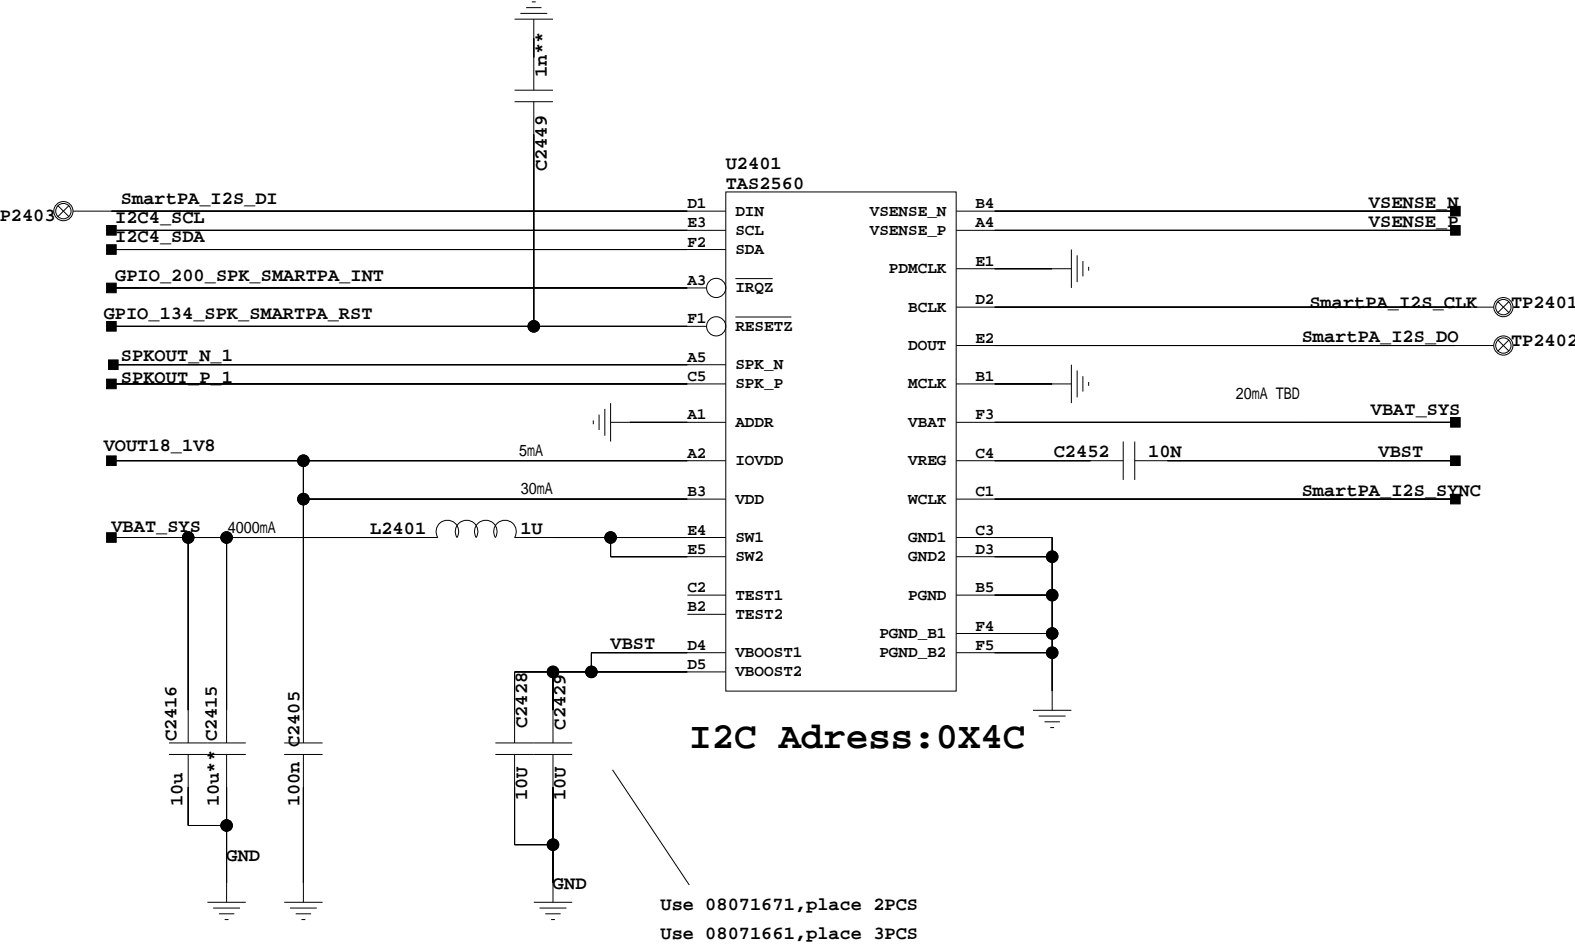 1n**
C2449
U2401
TAS2560
SmartPA_I2S_DI
P2403
I2C4_SCL
I2C4_SDA
GPIO_200_SPK_SMARTPA_INT
GPIO_134_SPK_SMARTPA_RST
SPKOUT_N_1
SPKOUT_P_1
VOUT18_1V8
5mA
30mA
VBAT_SYS
4000mA
L2401
1U
VBST
D1 DIN
E3 SCL
F2 SDA
A3 IRQZ
F1 RESETZ
A5 SPK_N
C5 SPK_P
A1 ADDR
A2 IOVDD
B3 VDD
E4 SW1
E5 SW2
C2 TEST1
B2 TEST2
D4 VBOOST1
D5 VBOOST2
VSENSE_N B4
VSENSE_P A4
PDMCLK E1
BCLK D2
DOUT E2
MCLK B1
VBAT F3
VREG C4
WCLK C1
GND1 C3
GND2 D3
PGND B5
PGND_B1 F4
PGND_B2 F5
VSENSE_N
VSENSE_P
SmartPA_I2S_CLK
TP2401
SmartPA_I2S_DO
TP2402
20mA TBD
VBAT_SYS
C2452
10N
VBST
SmartPA_I2S_SYNC
C2416
10u
C2415
10u**
C2405
100n
C2428
10U
C2429
10U
GND
GND
I2C Adress:0X4C
Use 08071671,place 2PCS
Use 08071661,place 3PCS